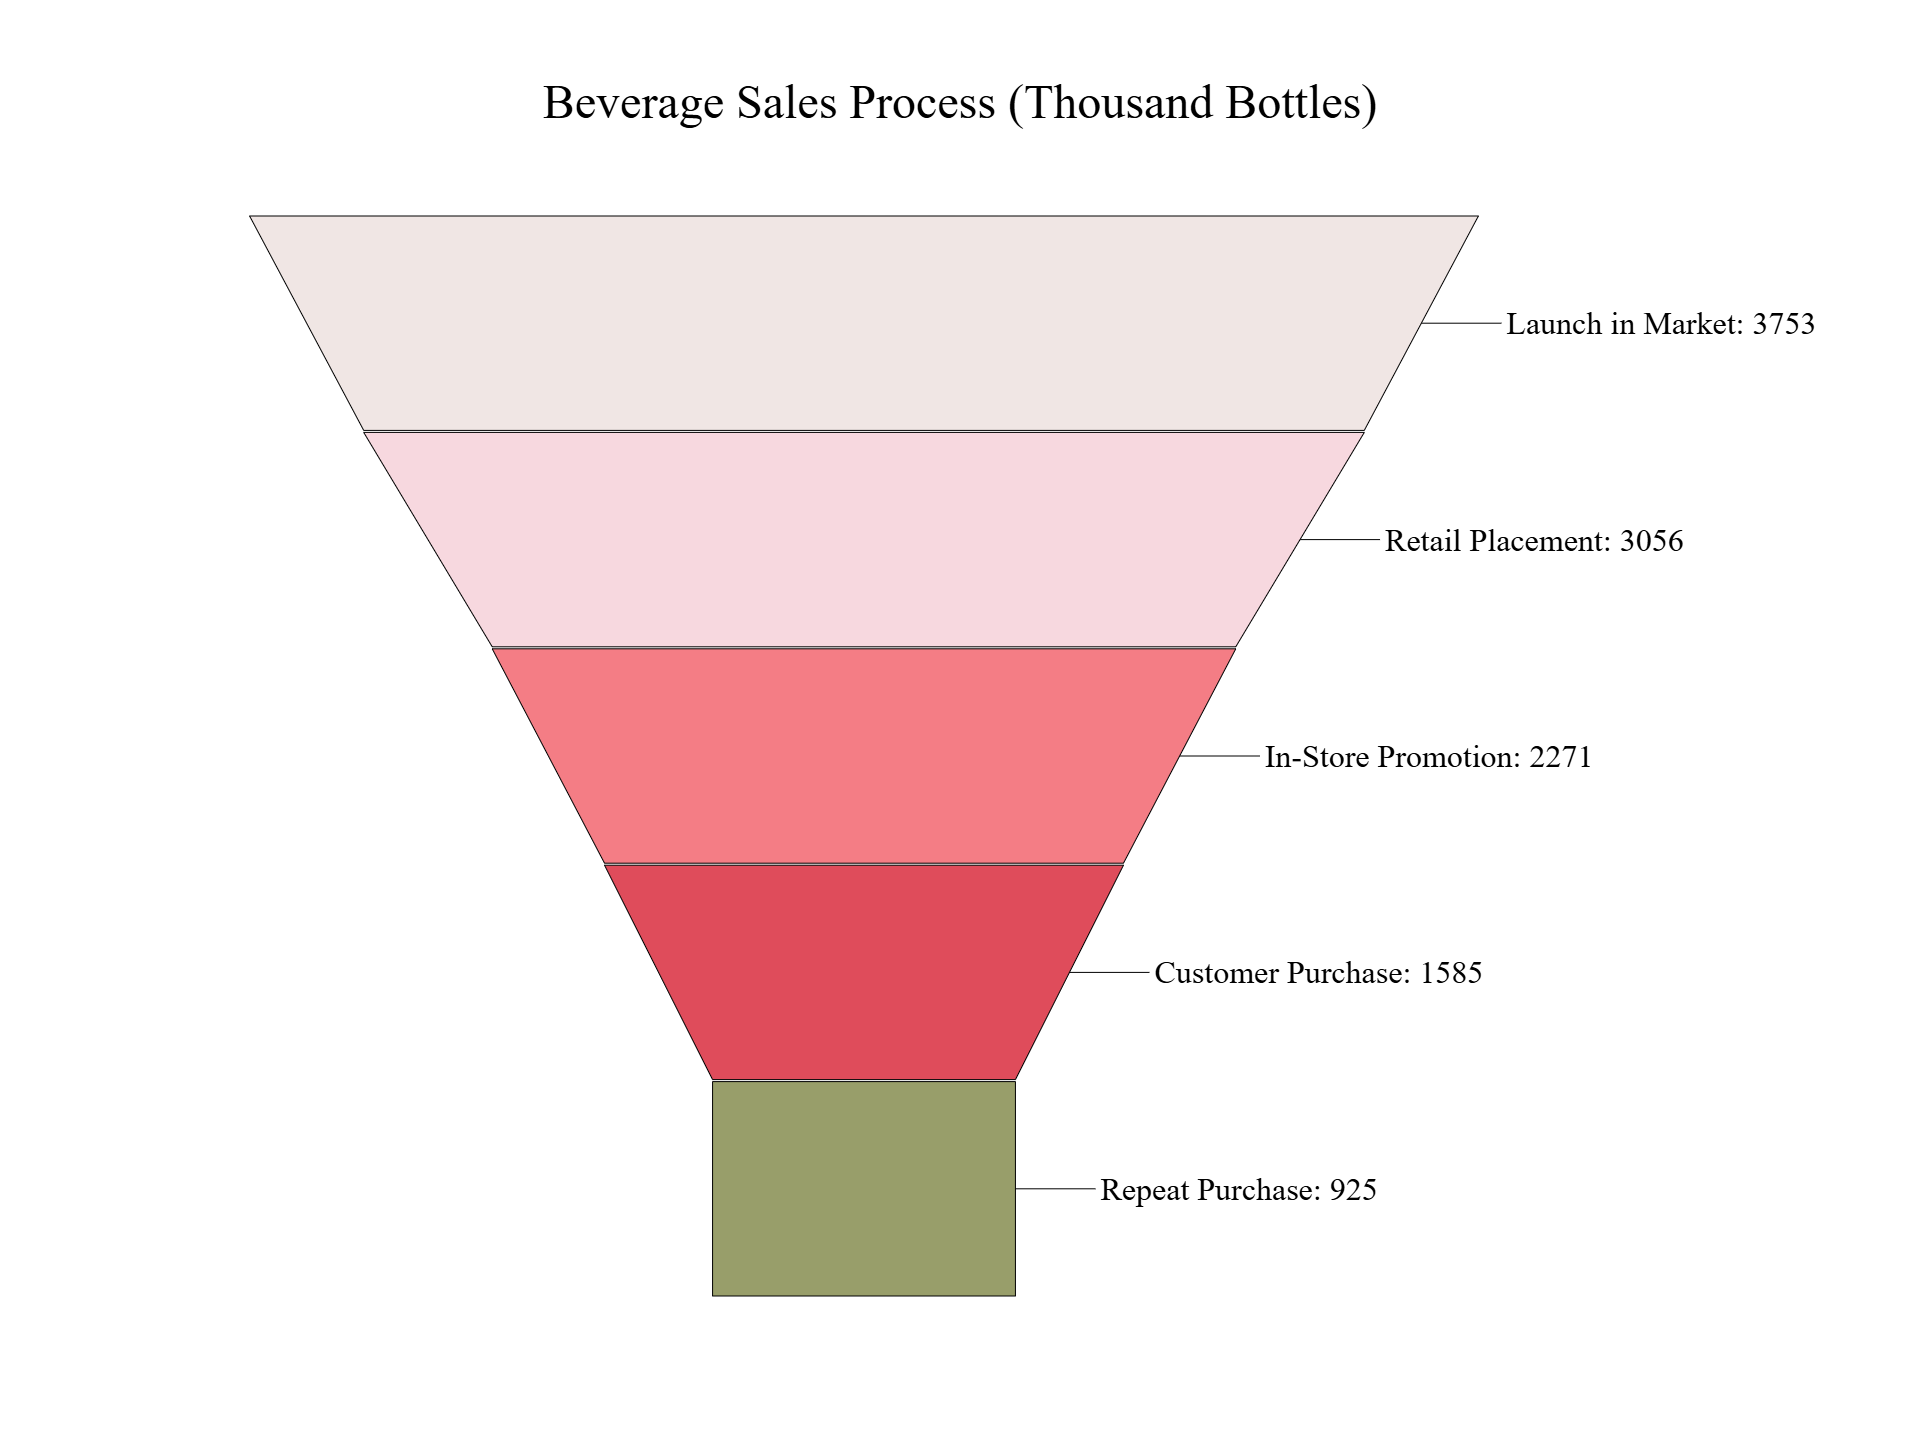 Beverage Sales Process (Thousand Bottles)
Launch in Market: 3753
Retail Placement: 3056
In-Store Promotion: 2271
Customer Purchase: 1585
Repeat Purchase: 925